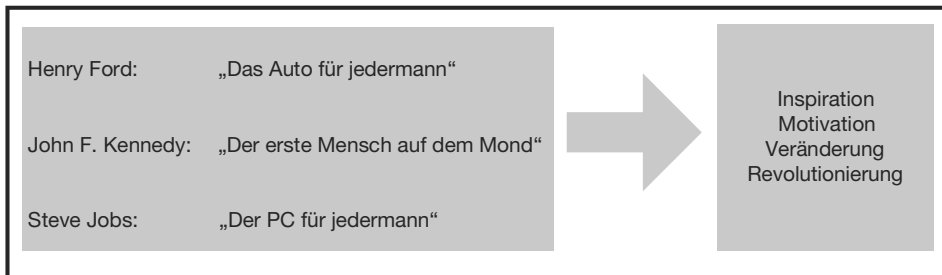 Henry Ford: „Das Auto für jedermann“
John F. Kennedy: „Der erste Mensch auf dem Mond“
Steve Jobs: „Der PC für jedermann“
Inspiration
Motivation
Veränderung
Revolutionierung